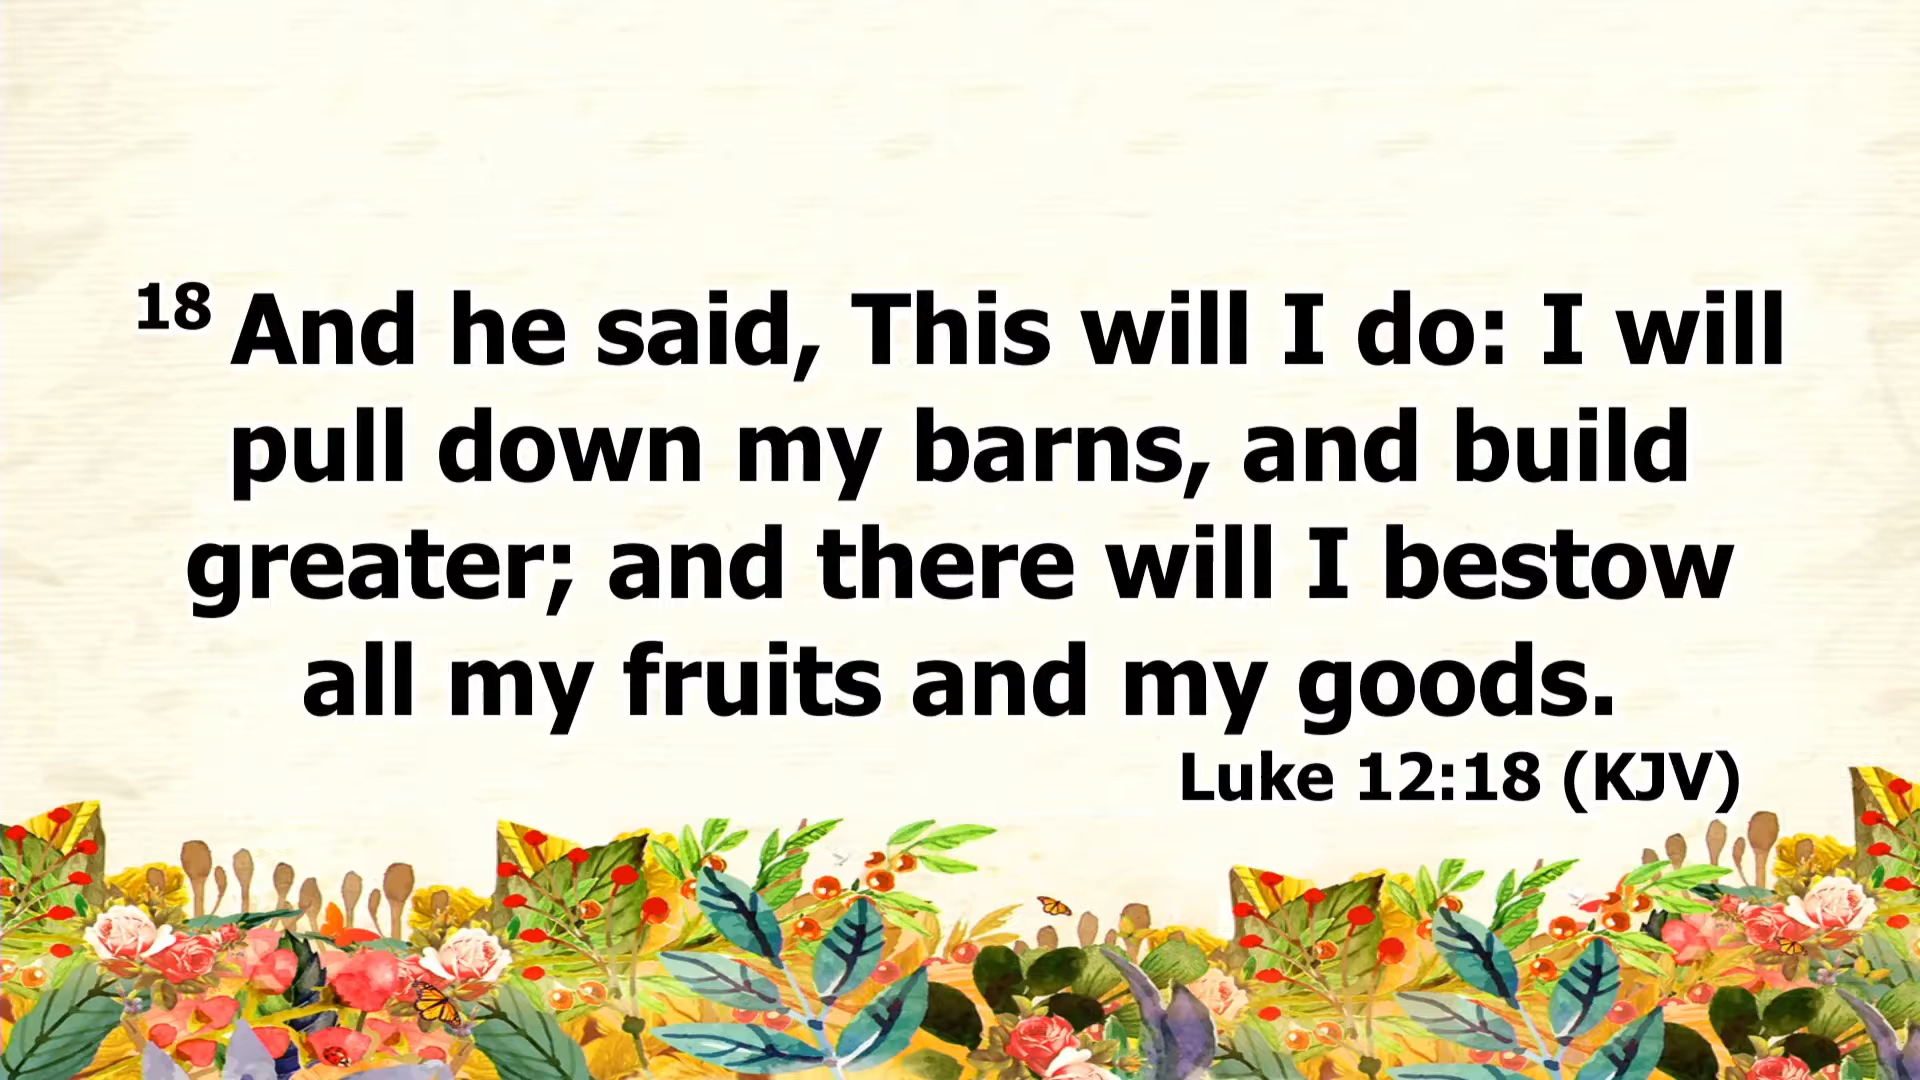 18 And he said, This will I do: I will
pull down my barns, and build
greater; and there will I bestow
all my fruits and my goods.
Luke 12:18 (KJV)